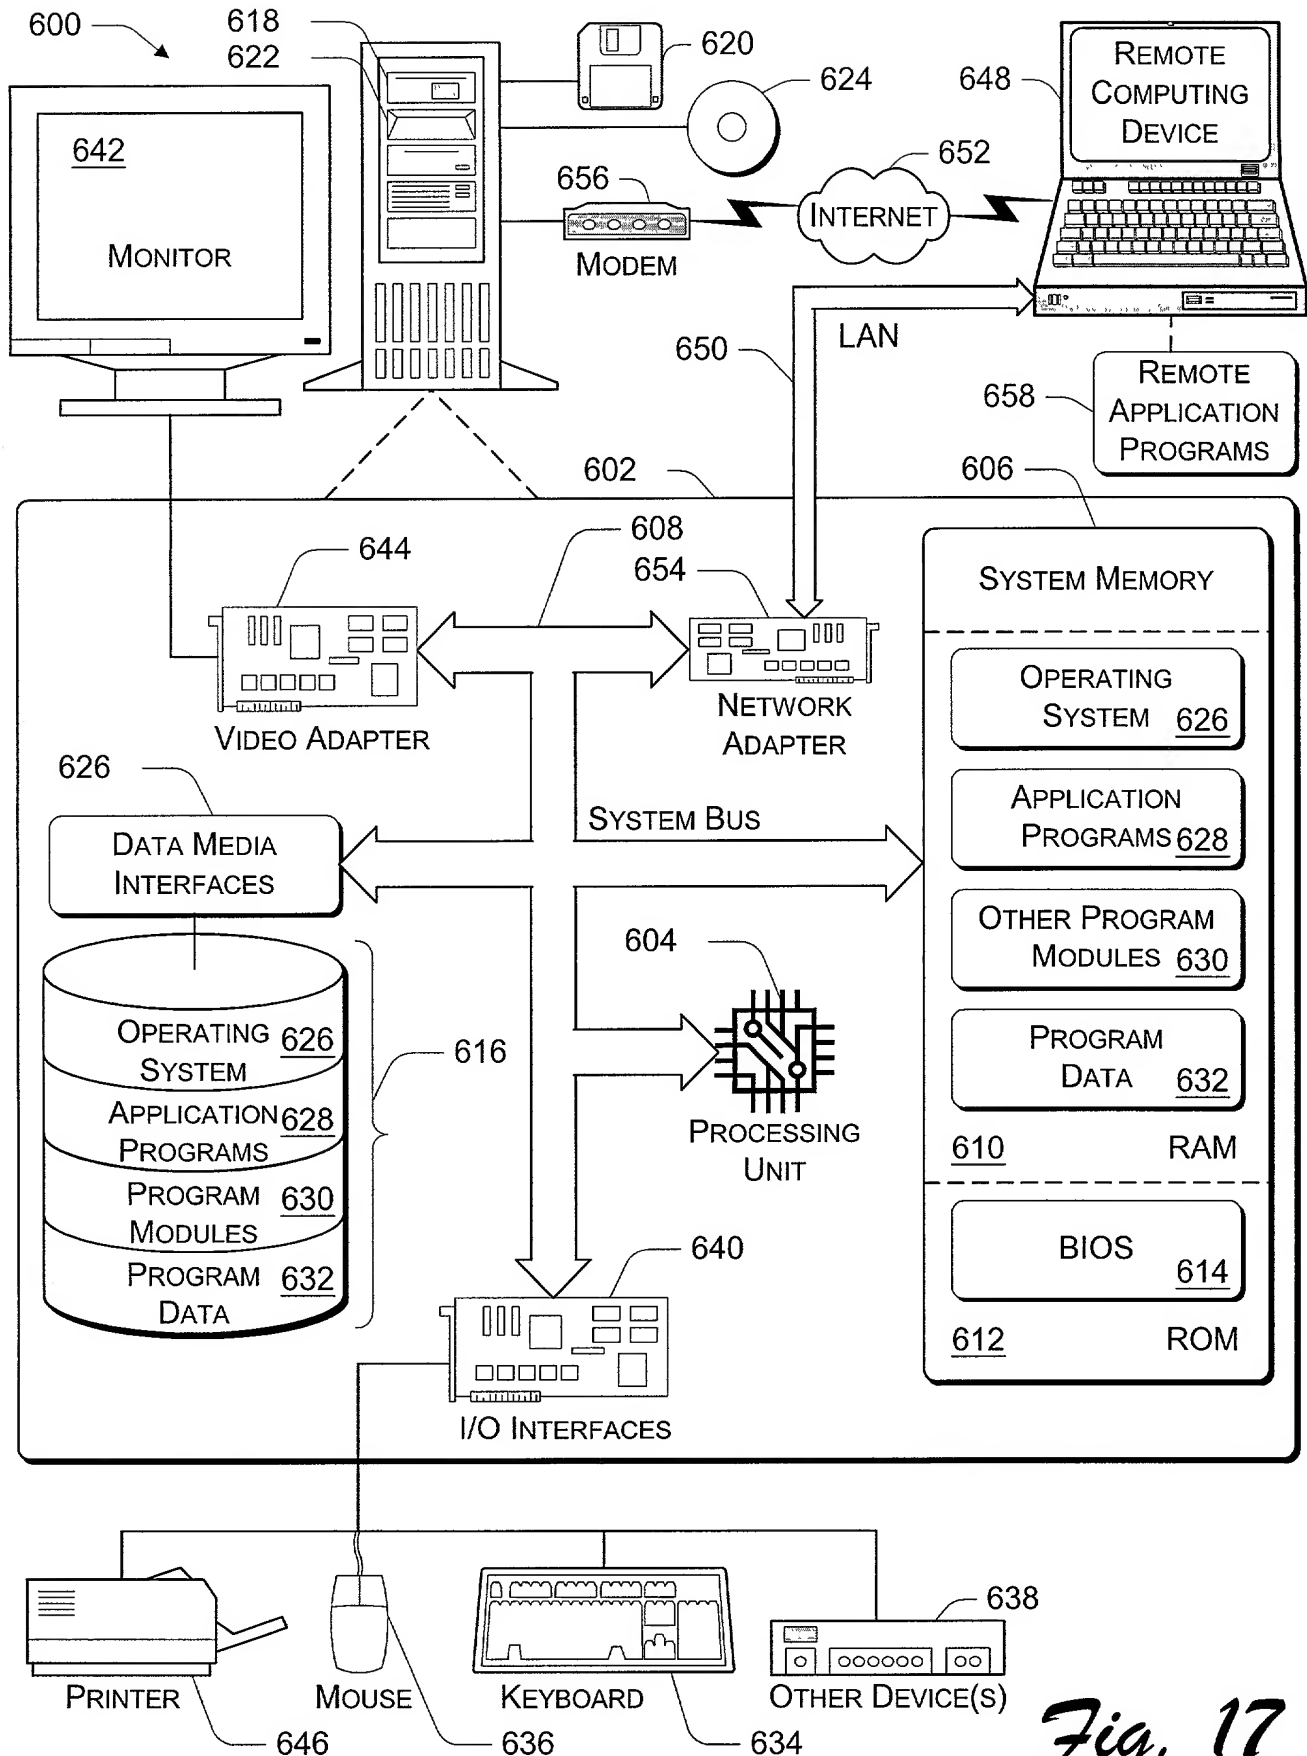 600
618
622
620
624
648
REMOTE
COMPUTING
DEVICE
642
MONITOR
656
MODEM
652
INTERNET
650
LAN
658
REMOTE
APPLICATION
PROGRAMS
602
606
644
608
654
VIDEO ADAPTER
NETWORK
ADAPTER
SYSTEM MEMORY
OPERATING
SYSTEM 626
APPLICATION
PROGRAMS 628
OTHER PROGRAM
MODULES 630
PROGRAM
DATA 632
610 RAM
BIOS
614
612 ROM
626
DATA MEDIA
INTERFACES
SYSTEM BUS
604
PROCESSING
UNIT
OPERATING 626
SYSTEM
616
APPLICATION 628
PROGRAMS
PROGRAM 630
MODULES
PROGRAM 632
DATA
640
I/O INTERFACES
638
PRINTER
MOUSE
KEYBOARD
OTHER DEVICE(S)
646
636
634
Fig. 17